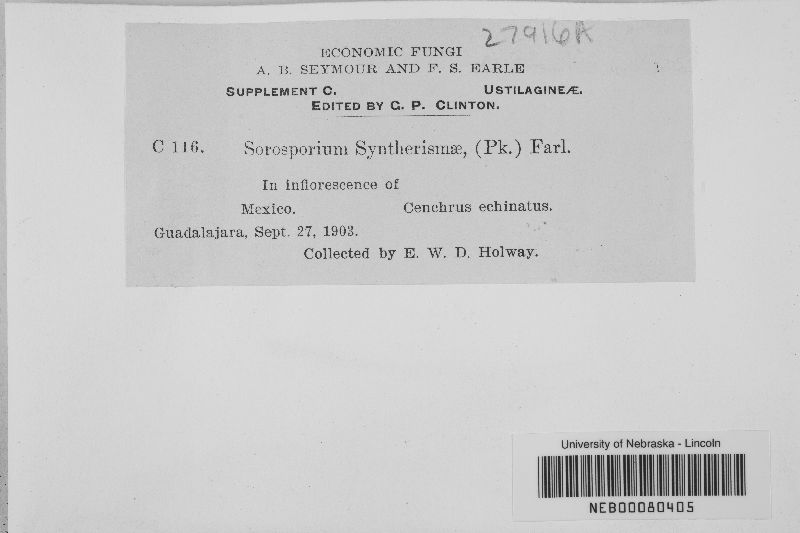 27916A
ECONOMIC FUNGI
A. B. SEYMOUR AND F. S. EARLE
SUPPLEMENT C. USTILAGINEÆ.
EDITED BY G. P. CLINTON.
C 116. Sorosporium Syntherismæ, (Pk.) Farl.
In inflorescence of
Mexico. Cenchrus echinatus.
Guadalajara, Sept. 27, 1903.
Collected by E. W. D. Holway.
University of Nebraska - Lincoln
NEB00080405